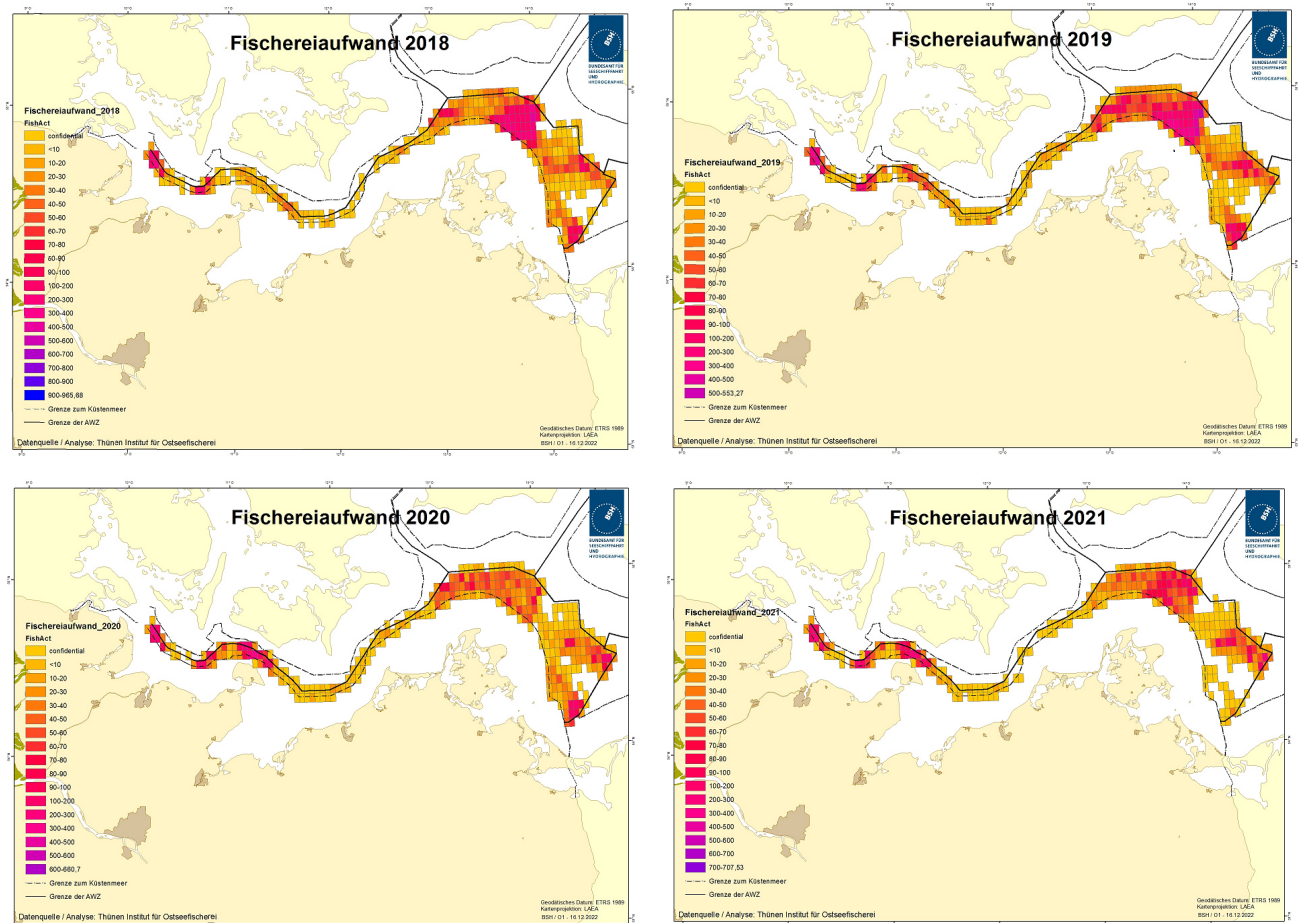 Fischereiaufwand 2018
BSH
BUNDESAMT FÜR
SEESCHIFFFAHRT
UND
HYDROGRAPHIE
Fischereiaufwand_2018
FishAct
confidential
<10
10-20
20-30
30-40
40-50
50-60
60-70
70-80
60-90
90-100
100-200
200-300
300-400
400-500
500-600
600-700
700-800
800-900
900-965,68
Grenze zum Küstenmeer
Grenze der AWZ
Datenquelle / Analyse: Thünen Institut für Ostseefischerei
Geodätisches Datum: ETRS 1989
Kartenprojektion: LAEA
BSH / O1 - 16.12.2022
Fischereiaufwand 2019
BSH
BUNDESAMT FÜR
SEESCHIFFFAHRT
UND
HYDROGRAPHIE
Fischereiaufwand_2019
FishAct
confidential
<10
10-20
20-30
30-40
40-50
50-60
60-70
70-80
80-90
90-100
100-200
200-300
300-400
400-500
500-553,27
Grenze zum Küstenmeer
Grenze der AWZ
Datenquelle / Analyse: Thünen Institut für Ostseefischerei
Geodätisches Datum: ETRS 1989
Kartenprojektion: LAEA
BSH / O1 - 16.12.2022
Fischereiaufwand 2020
BSH
BUNDESAMT FÜR
SEESCHIFFFAHRT
UND
HYDROGRAPHIE
Fischereiaufwand_2020
FishAct
confidential
<10
10-20
20-30
30-40
40-50
50-60
60-70
70-80
80-90
90-100
100-200
200-300
300-400
400-500
500-600
600-660,7
Grenze zum Küstenmeer
Grenze der AWZ
Datenquelle / Analyse: Thünen Institut für Ostseefischerei
Geodätisches Datum: ETRS 1989
Kartenprojektion: LAEA
BSH / O1 - 16.12.2022
Fischereiaufwand 2021
BSH
BUNDESAMT FÜR
SEESCHIFFFAHRT
UND
HYDROGRAPHIE
Fischereiaufwand_2021
FishAct
confidential
<10
10-20
20-30
30-40
40-50
50-60
60-70
70-80
80-90
90-100
100-200
200-300
300-400
400-500
500-600
600-700
700-707,53
Grenze zum Küstenmeer
Grenze der AWZ
Datenquelle / Analyse: Thünen Institut für Ostseefischerei
Geodätisches Datum: ETRS 1989
Kartenprojektion: LAEA
BSH / O1 - 16.12.2022